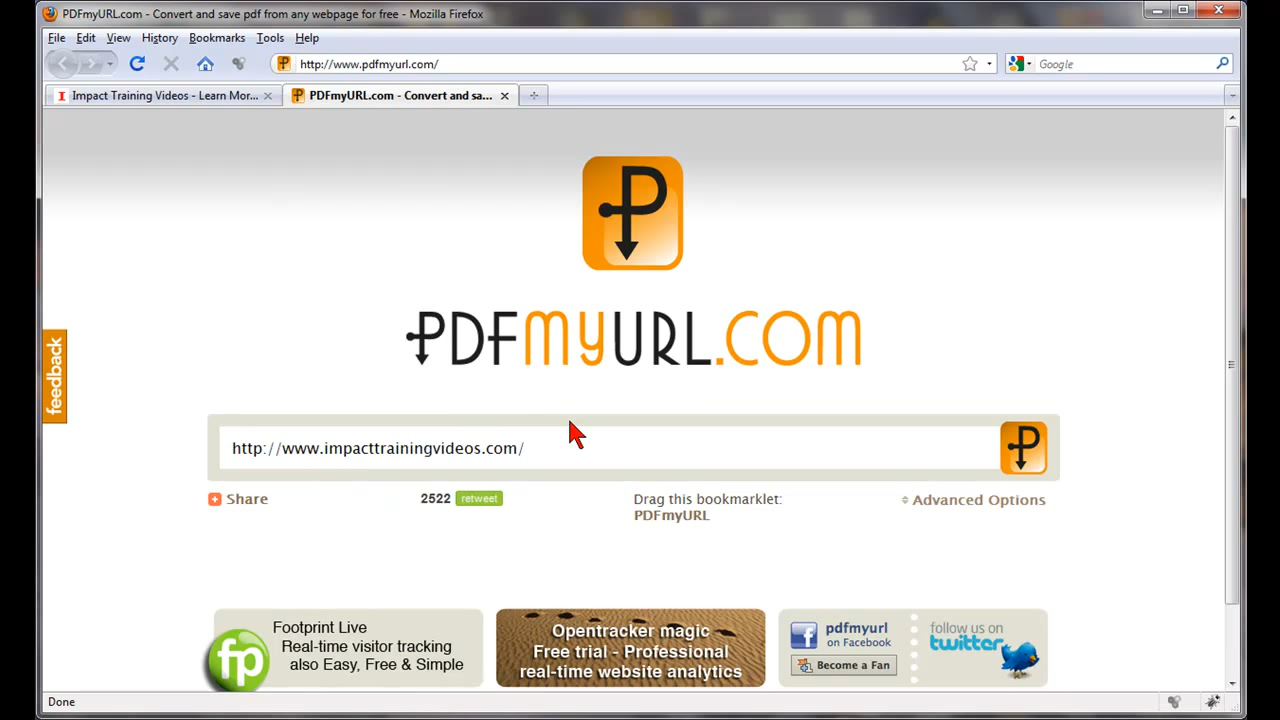 PDFmyURL.com - Convert and save pdf from any webpage for free - Mozilla Firefox
File Edit View History Bookmarks Tools Help
http://www.pdfmyurl.com/
Google
Impact Training Videos - Learn Mor...
PDFmyURL.com - Convert and sa...
P
PDFMYURL.COM
feedback
http://www.impacttrainingvideos.com/
P
Share
2522 retweet
Drag this bookmarklet:
PDFmyURL
Advanced Options
fp
Footprint Live
Real-time visitor tracking
also Easy, Free & Simple
Opentracker magic
Free trial - Professional
real-time website analytics
f
pdfmyurl
on Facebook
Become a Fan
follow us on
twitter
Done